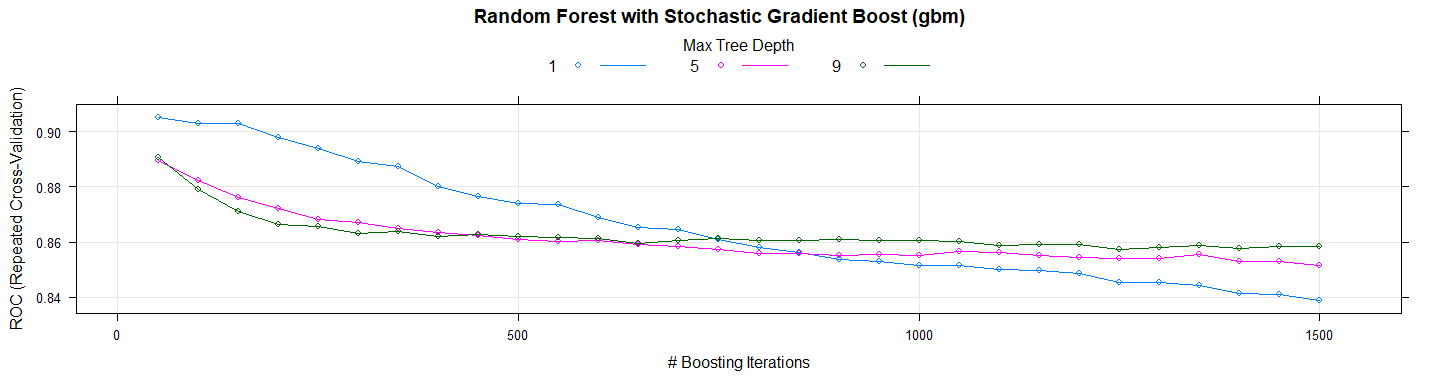 Random Forest with Stochastic Gradient Boost (gbm)
Max Tree Depth
1 5 9
ROC (Repeated Cross-Validation)
0.90
0.88
0.86
0.84
0 500 1000 1500
# Boosting Iterations